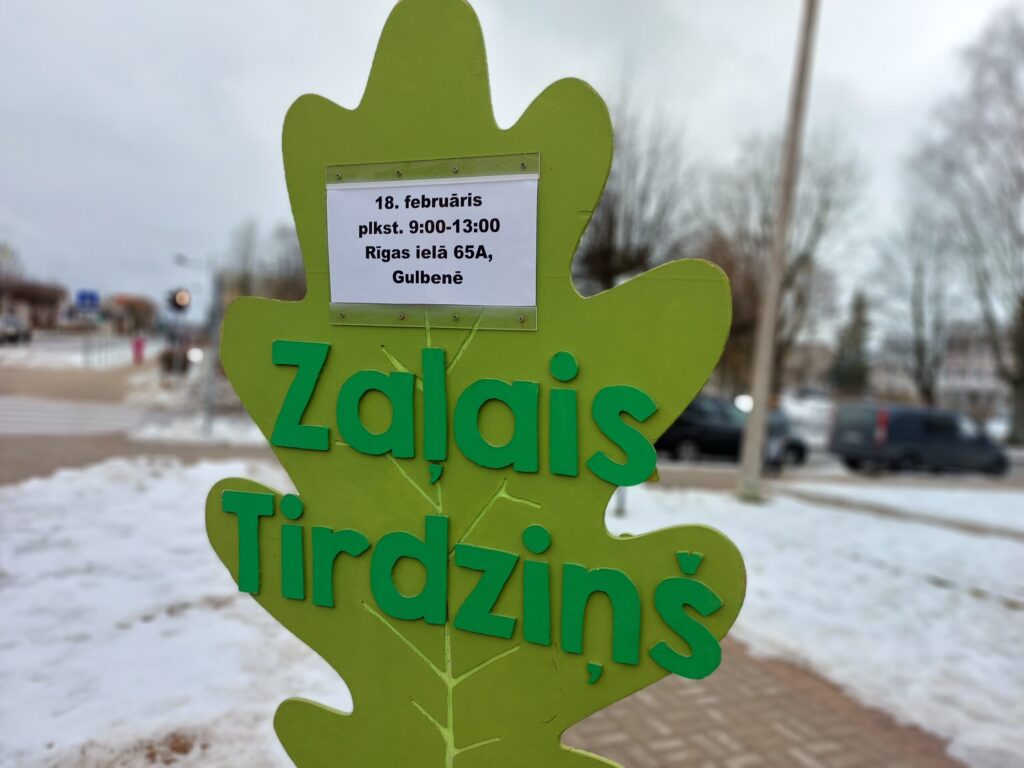 18. februāris
plkst. 9:00-13:00
Rīgas ielā 65A,
Gulbenē
Zaļais
Tirdziņš